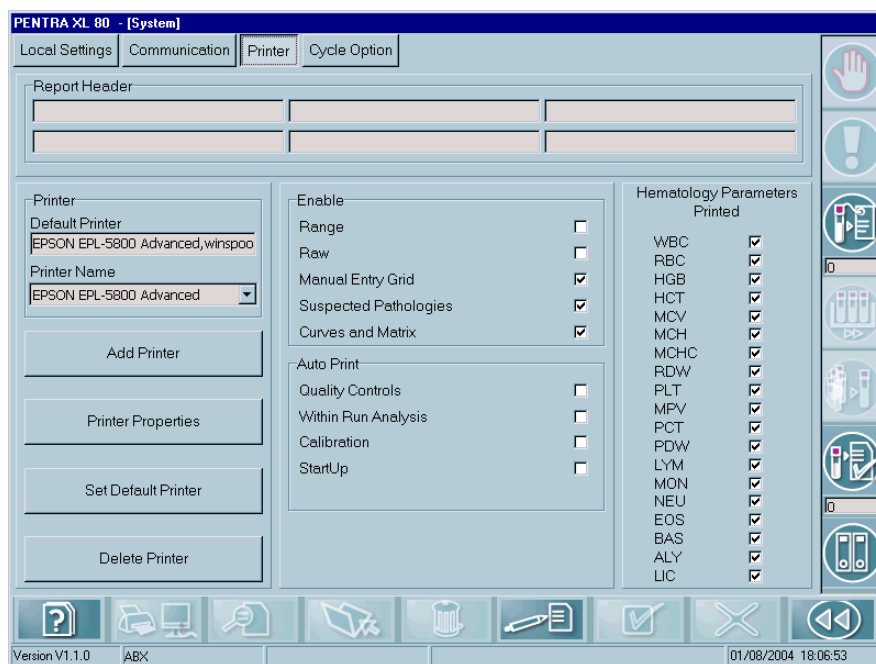 PENTRA XL 80 - [System]
Local Settings
Communication
Printer
Cycle Option
Report Header
Printer
Default Printer
EPSON EPL-5800 Advanced,winspoo
Printer Name
EPSON EPL-5800 Advanced
Add Printer
Printer Properties
Set Default Printer
Delete Printer
Enable
Range
Raw
Manual Entry Grid
Suspected Pathologies
Curves and Matrix
Auto Print
Quality Controls
Within Run Analysis
Calibration
StartUp
Hematology Parameters
Printed
WBC
RBC
HGB
HCT
MCV
MCH
MCHC
RDW
PLT
MPV
PCT
PDW
LYM
MON
NEU
EOS
BAS
ALY
LIC
0
0
Version V1.1.0
ABX
01/08/2004 18:06:53